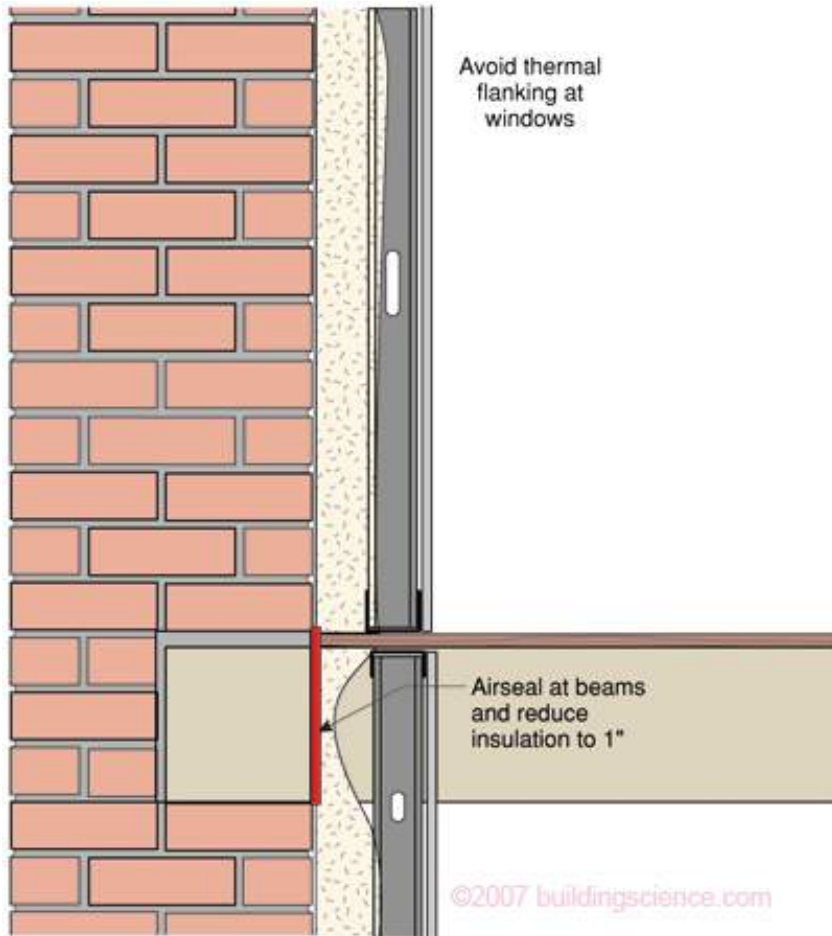 Avoid thermal
flanking at
windows
Airseal at beams
and reduce
insulation to 1"
©2007 buildingscience.com